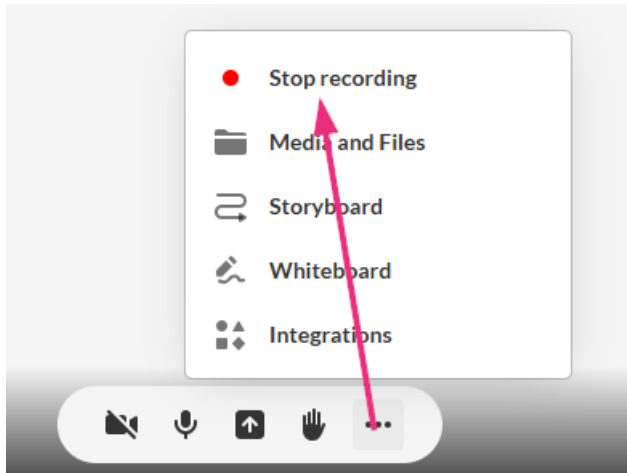 Stop recording
Media and Files
Storyboard
Whiteboard
Integrations